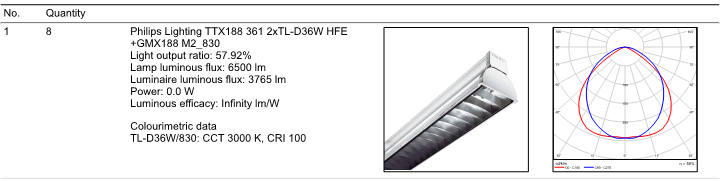 No. Quantity
1 8 Philips Lighting TTX188 361 2xTL-D36W HFE
+GMX188 M2_830
Light output ratio: 57.92%
Lamp luminous flux: 6500 lm
Luminaire luminous flux: 3765 lm
Power: 0.0 W
Luminous efficacy: Infinity lm/W
Colourimetric data
TL-D36W/830: CCT 3000 K, CRI 100